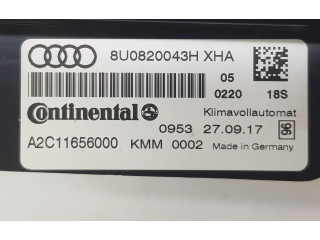 8U0820043H XHA
05
0220 18S
Continental
Klimavollautomat
0953 27.09.17
A2C11656000 KMM 0002 Made in Germany